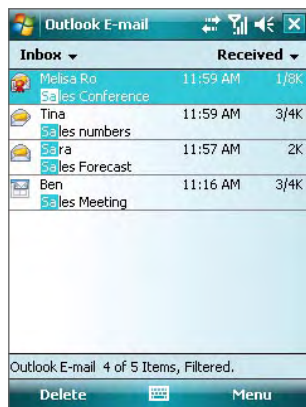 Outlook E-mail
Inbox Received
Melisa Ro 11:59 AM 1/8K
Sales Conference
Tina 11:59 AM 3/4K
Sales numbers
Sara 11:57 AM 2K
Sales Forecast
Ben 11:16 AM 3/4K
Sales Meeting
Outlook E-mail 4 of 5 Items, Filtered.
Delete Menu